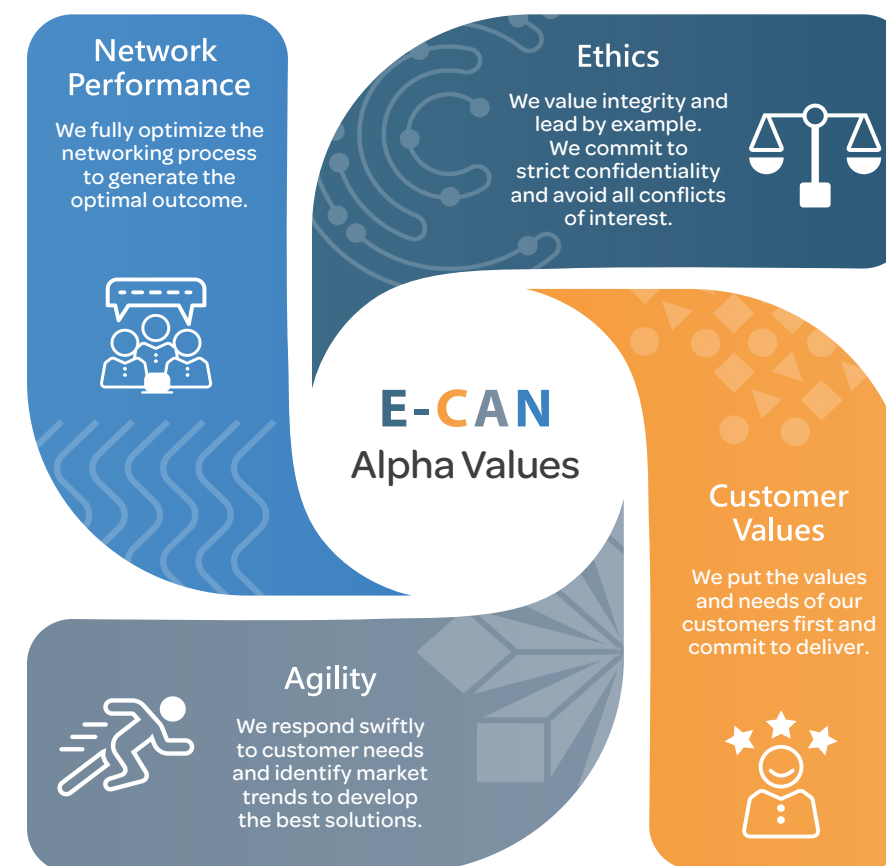 Network
Performance
We fully optimize the
networking process
to generate the
optimal outcome.
Ethics
We value integrity and
lead by example.
We commit to
strict confidentiality
and avoid all conflicts
of interest.
E-CAN
Alpha Values
Customer
Values
We put the values
and needs of our
customers first and
commit to deliver.
Agility
We respond swiftly
to customer needs
and identify market
trends to develop
the best solutions.